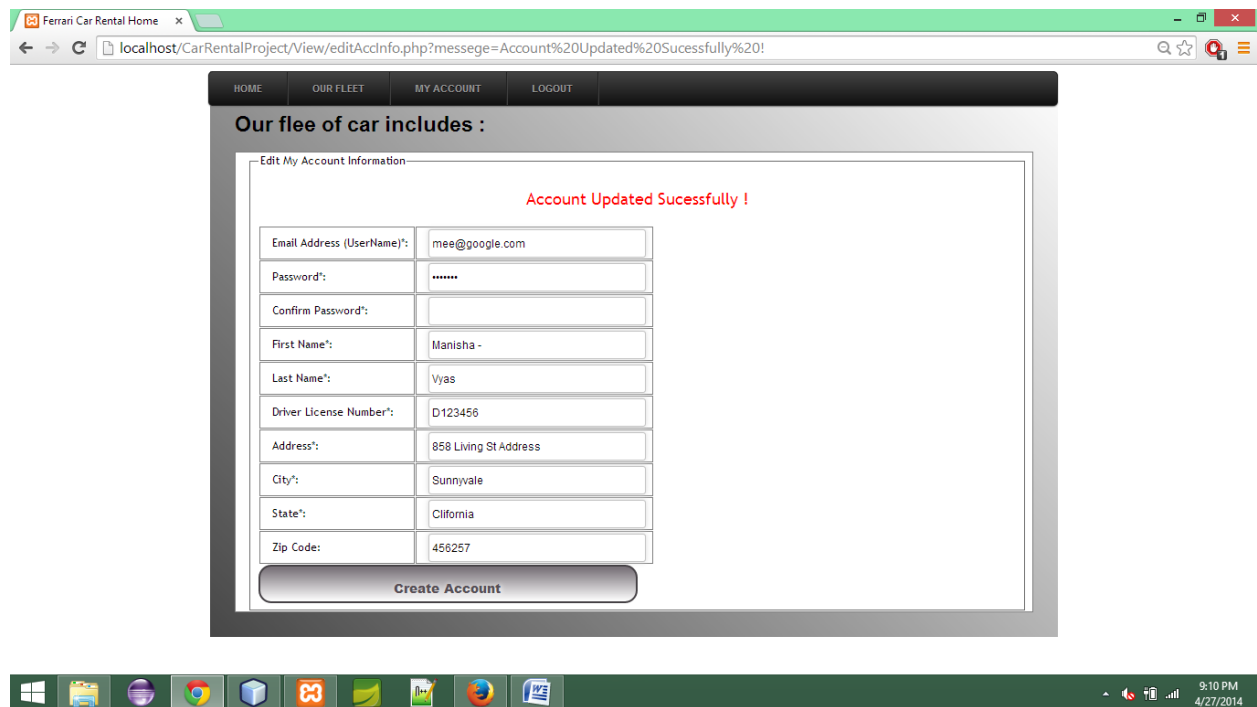 Ferrari Car Rental Home
localhost/CarRentalProject/View/editAccInfo.php?messege=Account%20Updated%20Sucessfully%20!
HOME OUR FLEET MY ACCOUNT LOGOUT
Our flee of car includes :
Edit My Account Information
Account Updated Sucessfully !
Email Address (UserName)*: mee@google.com
Password*: •••••••
Confirm Password*:
First Name*: Manisha -
Last Name*: Vyas
Driver License Number*: D123456
Address*: 858 Living St Address
City*: Sunnyvale
State*: Clifornia
Zip Code: 456257
Create Account
9:10 PM
4/27/2014